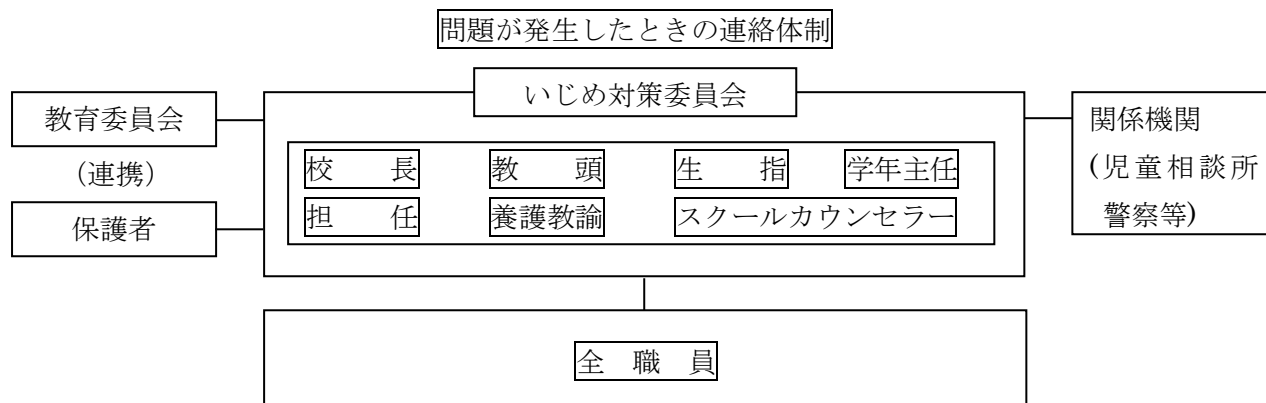 問題が発生したときの連絡体制
いじめ対策委員会
教育委員会
(連携)
保護者
校　　長　教　　頭　生　　指　学年主任
担　　任　養護教諭　スクールカウンセラー
関係機関
(児童相談所
警察等)
全　職　員